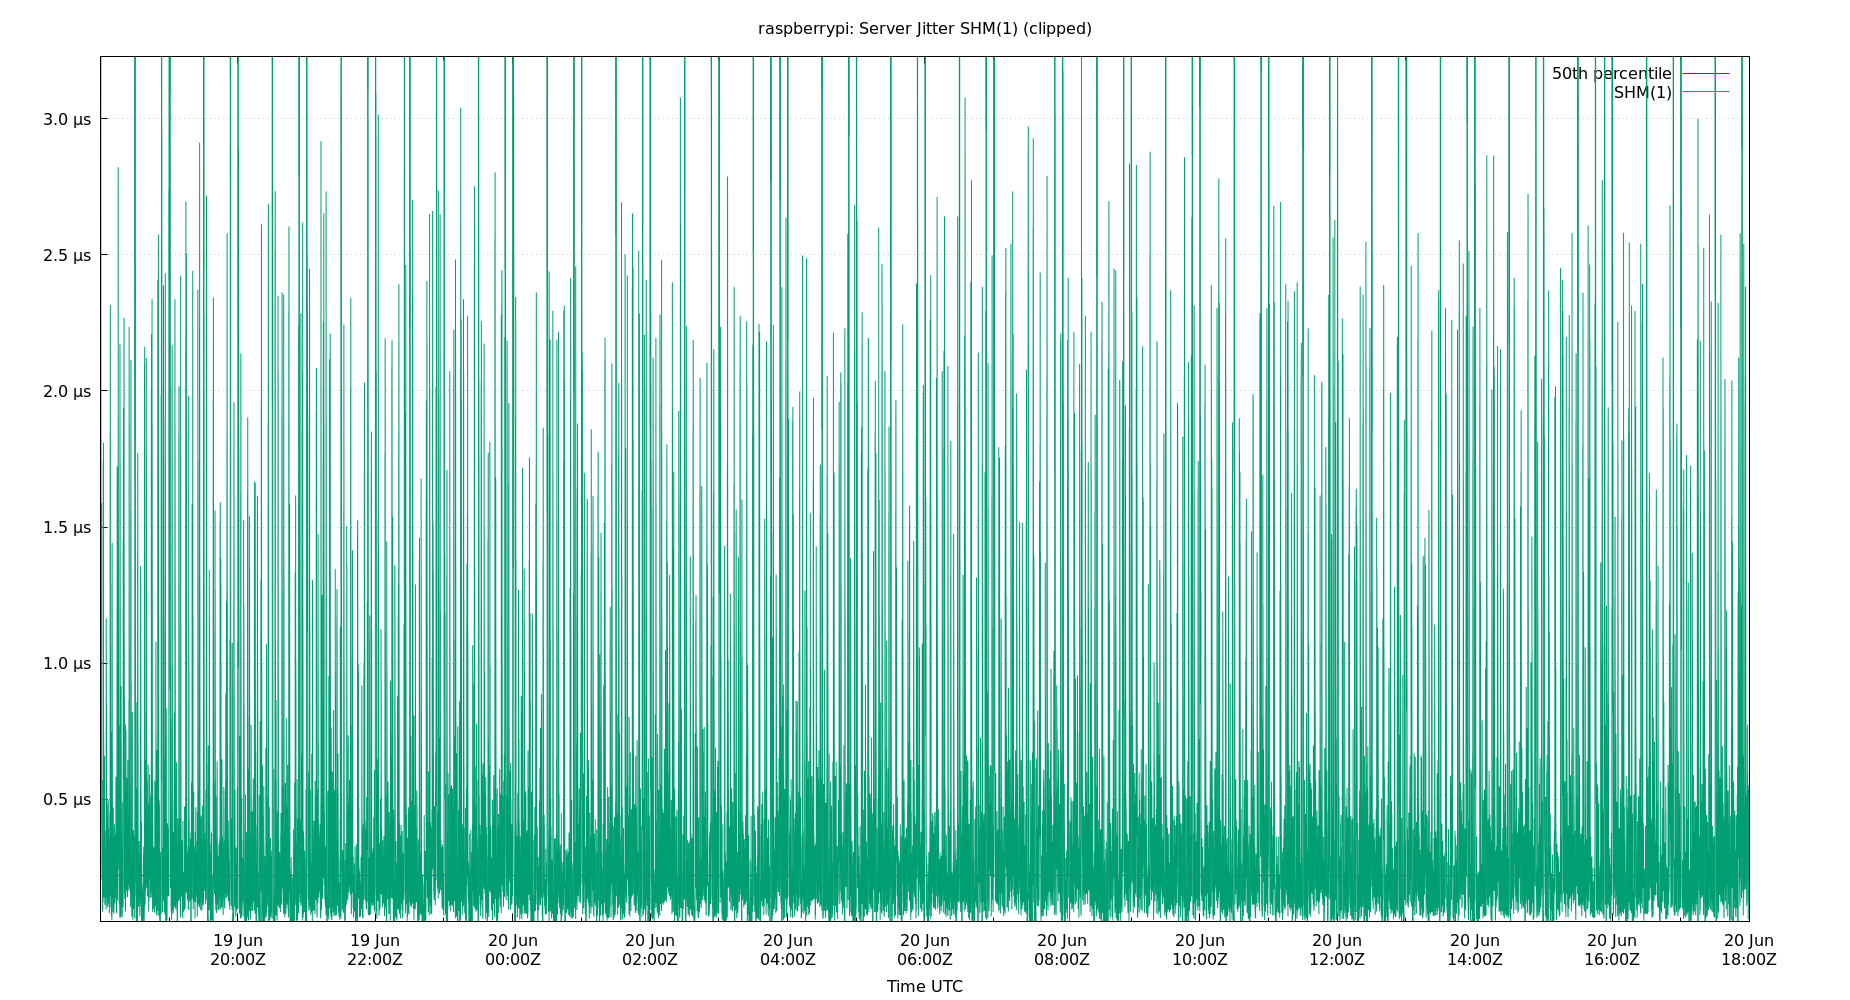 raspberrypi: Server Jitter SHM(1) (clipped)
50th percentile
SHM(1)
3.0 µs
2.5 µs
2.0 µs
1.5 µs
1.0 µs
0.5 µs
19 Jun 19 Jun 20 Jun 20 Jun 20 Jun 20 Jun 20 Jun 20 Jun 20 Jun 20 Jun 20 Jun 20 Jun
20:00Z 22:00Z 00:00Z 02:00Z 04:00Z 06:00Z 08:00Z 10:00Z 12:00Z 14:00Z 16:00Z 18:00Z
Time UTC